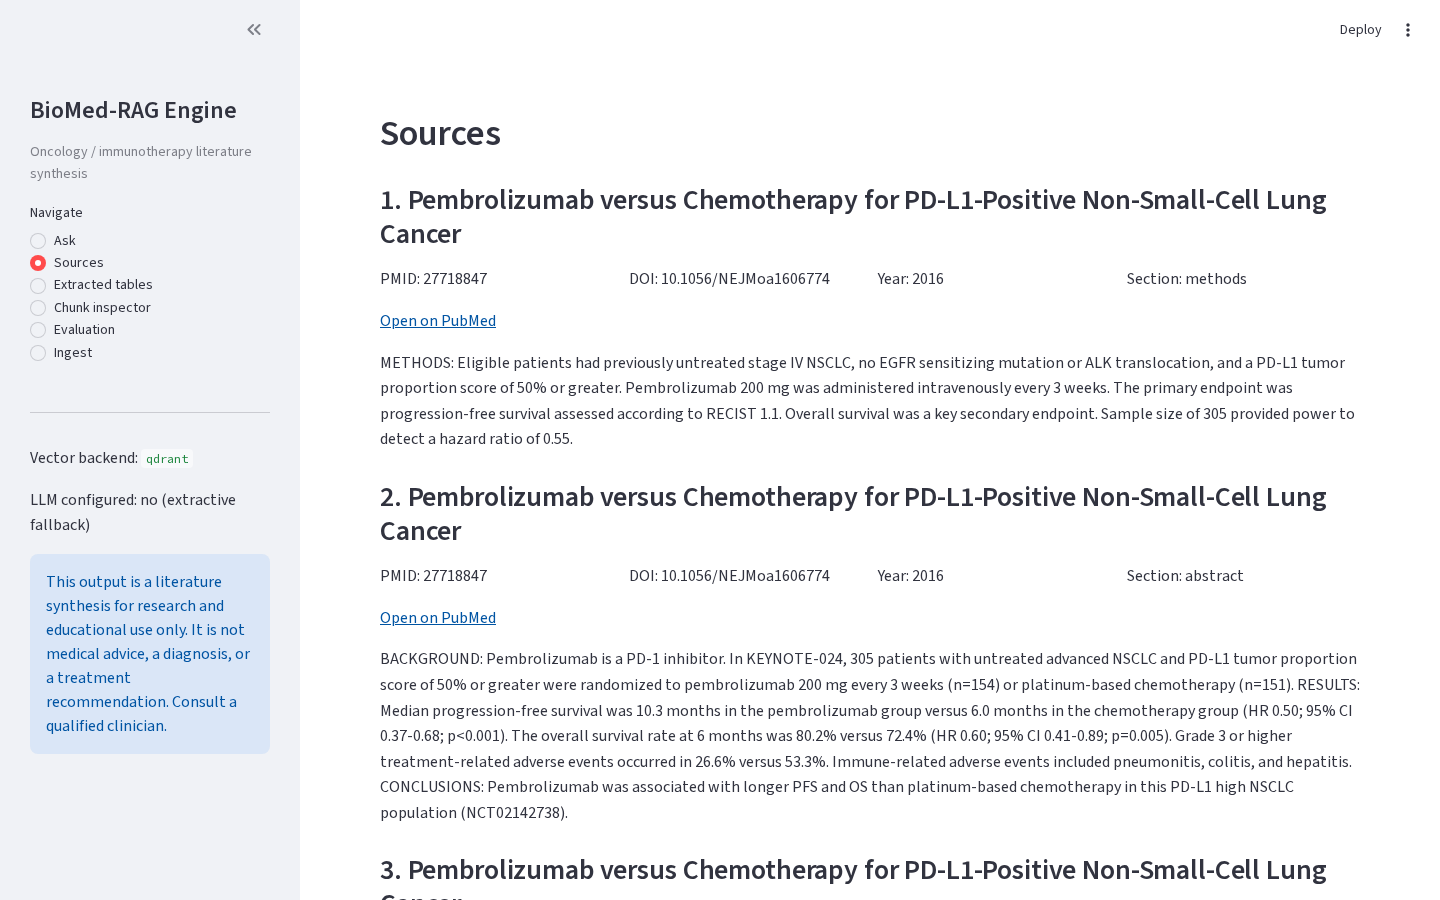 Deploy
BioMed-RAG Engine
Oncology / immunotherapy literature
synthesis
Navigate
Ask
Sources
Extracted tables
Chunk inspector
Evaluation
Ingest
Vector backend: qdrant
LLM configured: no (extractive
fallback)
This output is a literature
synthesis for research and
educational use only. It is not
medical advice, a diagnosis, or
a treatment
recommendation. Consult a
qualified clinician.
Sources
1. Pembrolizumab versus Chemotherapy for PD-L1-Positive Non-Small-Cell Lung
Cancer
PMID: 27718847 DOI: 10.1056/NEJMoa1606774 Year: 2016 Section: methods
Open on PubMed
METHODS: Eligible patients had previously untreated stage IV NSCLC, no EGFR sensitizing mutation or ALK translocation, and a PD-L1 tumor
proportion score of 50% or greater. Pembrolizumab 200 mg was administered intravenously every 3 weeks. The primary endpoint was
progression-free survival assessed according to RECIST 1.1. Overall survival was a key secondary endpoint. Sample size of 305 provided power to
detect a hazard ratio of 0.55.
2. Pembrolizumab versus Chemotherapy for PD-L1-Positive Non-Small-Cell Lung
Cancer
PMID: 27718847 DOI: 10.1056/NEJMoa1606774 Year: 2016 Section: abstract
Open on PubMed
BACKGROUND: Pembrolizumab is a PD-1 inhibitor. In KEYNOTE-024, 305 patients with untreated advanced NSCLC and PD-L1 tumor proportion
score of 50% or greater were randomized to pembrolizumab 200 mg every 3 weeks (n=154) or platinum-based chemotherapy (n=151). RESULTS:
Median progression-free survival was 10.3 months in the pembrolizumab group versus 6.0 months in the chemotherapy group (HR 0.50; 95% CI
0.37-0.68; p<0.001). The overall survival rate at 6 months was 80.2% versus 72.4% (HR 0.60; 95% CI 0.41-0.89; p=0.005). Grade 3 or higher
treatment-related adverse events occurred in 26.6% versus 53.3%. Immune-related adverse events included pneumonitis, colitis, and hepatitis.
CONCLUSIONS: Pembrolizumab was associated with longer PFS and OS than platinum-based chemotherapy in this PD-L1 high NSCLC
population (NCT02142738).
3. Pembrolizumab versus Chemotherapy for PD-L1-Positive Non-Small-Cell Lung
Cancer